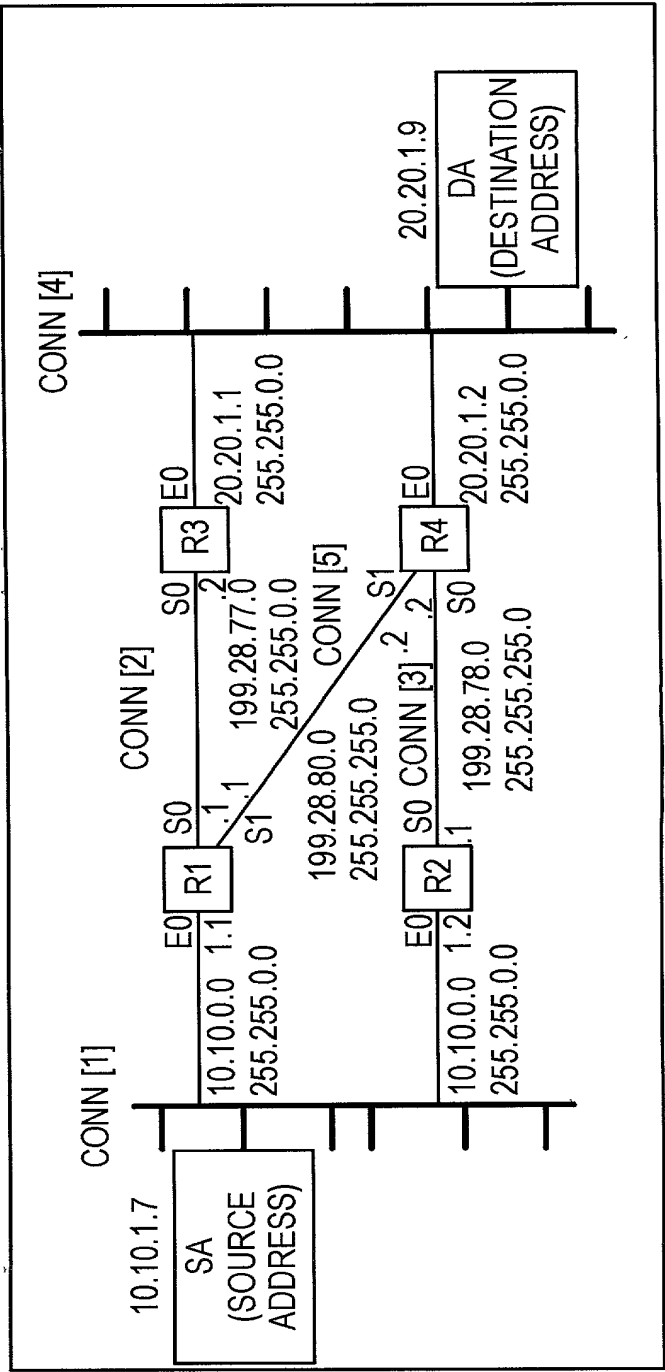 CONN [1]
10.10.1.7
SA
(SOURCE
ADDRESS)
E0
R1
S0
10.10.0.0
1.1
255.255.0.0
.1
.1
S1
CONN [2]
S0
R3
E0
.2
199.28.77.0
255.255.0.0
20.20.1.1
255.255.0.0
CONN [5]
199.28.80.0
255.255.255.0
S1
.2
E0
R2
S0
CONN [3]
.2
R4
E0
10.10.0.0
1.2
255.255.0.0
.1
199.28.78.0
255.255.255.0
S0
20.20.1.2
255.255.0.0
CONN [4]
20.20.1.9
DA
(DESTINATION
ADDRESS)